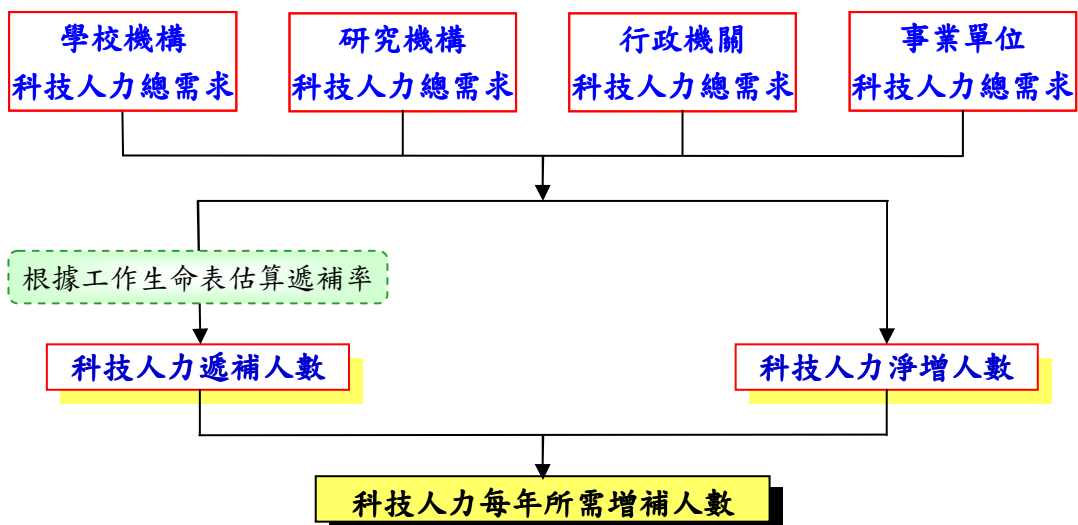 學校機構
科技人力總需求
研究機構
科技人力總需求
行政機關
科技人力總需求
事業單位
科技人力總需求
根據工作生命表估算遞補率
科技人力遞補人數
科技人力淨增人數
科技人力每年所需增補人數